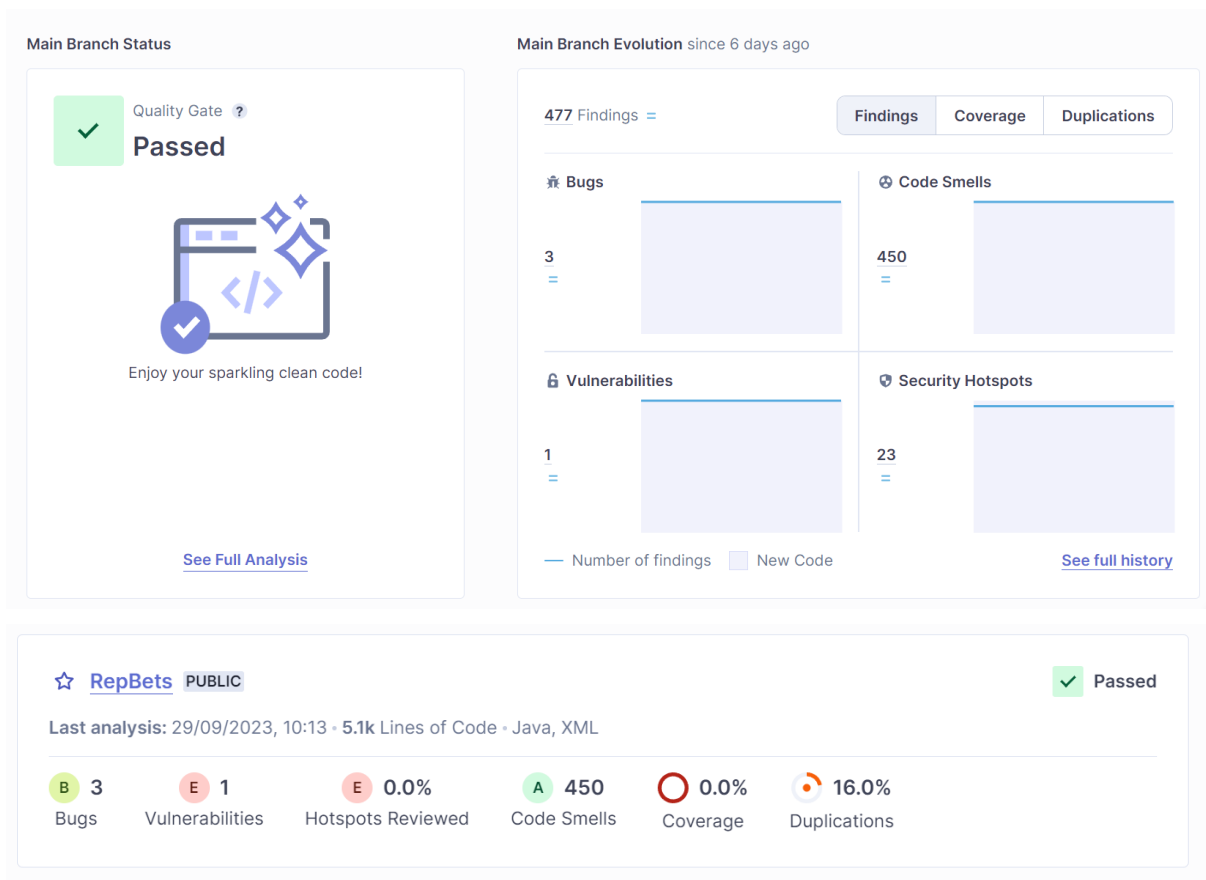 Main Branch Status
Main Branch Evolution since 6 days ago
Quality Gate ?
Passed
</>
Enjoy your sparkling clean code!
See Full Analysis
477 Findings =
Findings
Coverage
Duplications
Bugs
3
=
Code Smells
450
=
Vulnerabilities
1
=
Security Hotspots
23
=
Number of findings
New Code
See full history
RepBets PUBLIC
Passed
Last analysis: 29/09/2023, 10:13 • 5.1k Lines of Code • Java, XML
B 3
Bugs
E 1
Vulnerabilities
E 0.0%
Hotspots Reviewed
A 450
Code Smells
0.0%
Coverage
16.0%
Duplications